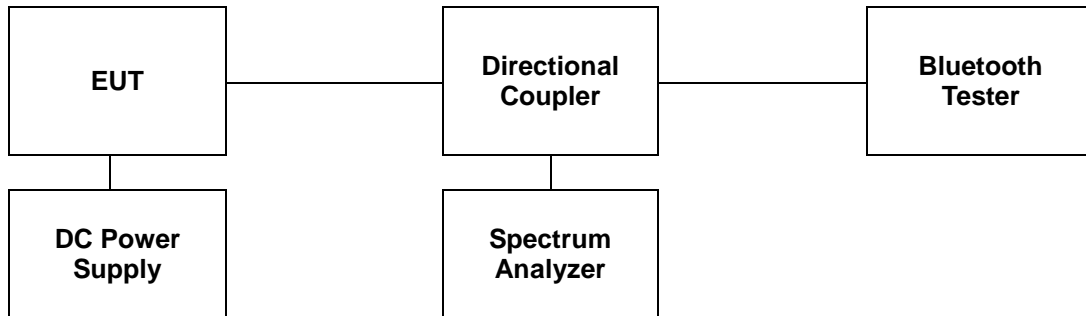 EUT
Directional
Coupler
Bluetooth
Tester
DC Power
Supply
Spectrum
Analyzer